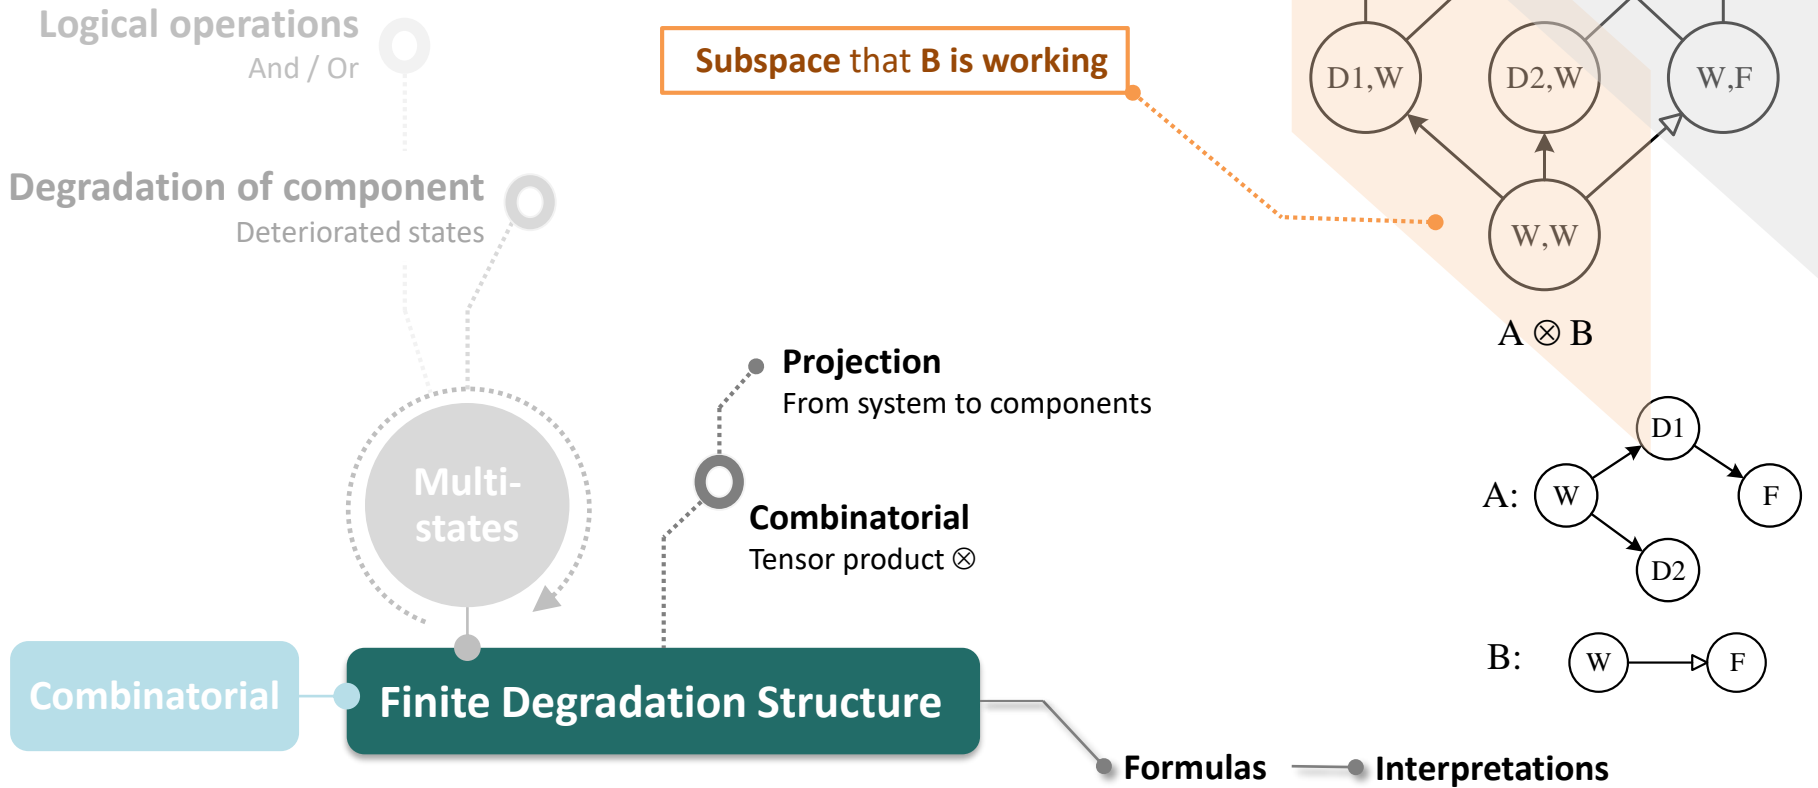 Logical operations
And / Or
Subspace that B is working
D1,W
D2,W
W,F
Degradation of component
Deteriorated states
W,W
A ⊗ B
Projection
From system to components
Multi-
states
Combinatorial
Tensor product ⊗
A:
W
D1
F
D2
B:
W
F
Combinatorial
Finite Degradation Structure
Formulas
Interpretations